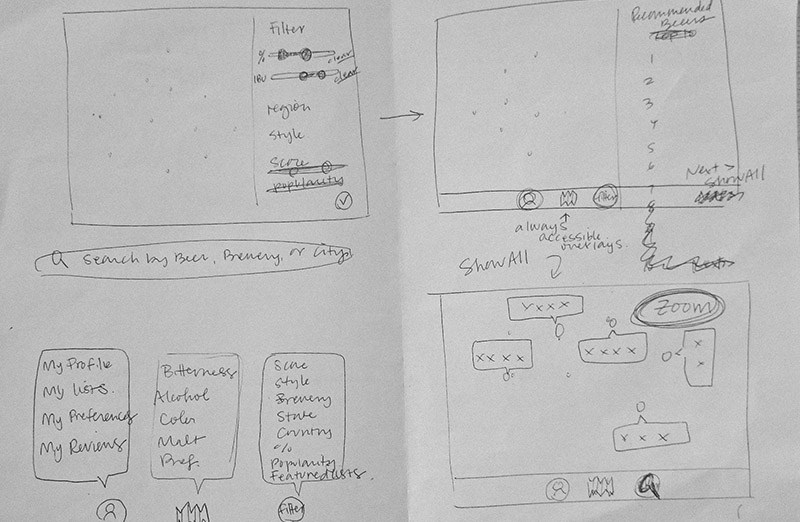 Filter
% clear
IBU clear
region
style
Score
popularity
Search by Beer, Brewery, or City
My Profile
My lists
My Preferences
My Reviews
Bitterness
Alcohol
Color
Malt
Pref.
Score
Style
Brewery
State
Country
%
Popularity
Featured lists
Filter
Recommended
Beers
top 10
1
2
3
4
5
6
7
8
9
Next >
Show All
Filter
always
accessible
overlays
Show All
Zoom
xxxx
xxxx
xxxx
x
x
xxx